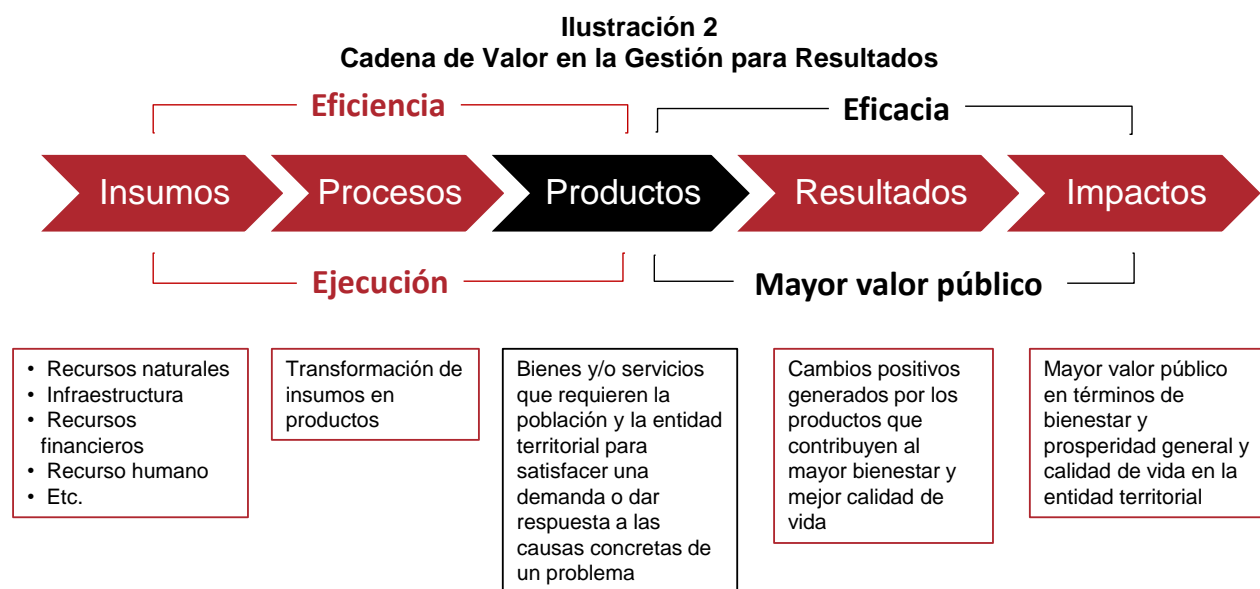 Ilustración 2
Cadena de Valor en la Gestión para Resultados
Eficiencia
Eficacia
Insumos
Procesos
Productos
Resultados
Impactos
Ejecución
Mayor valor público
• Recursos naturales
• Infraestructura
• Recursos
financieros
• Recurso humano
• Etc.
Transformación de
insumos en
productos
Bienes y/o servicios
que requieren la
población y la entidad
territorial para
satisfacer una
demanda o dar
respuesta a las
causas concretas de
un problema
Cambios positivos
generados por los
productos que
contribuyen al
mayor bienestar y
mejor calidad de
vida
Mayor valor público
en términos de
bienestar y
prosperidad general y
calidad de vida en la
entidad territorial